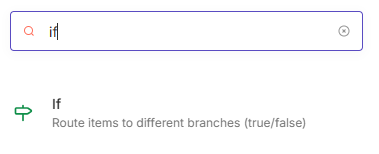 if
If
Route items to different branches (true/false)